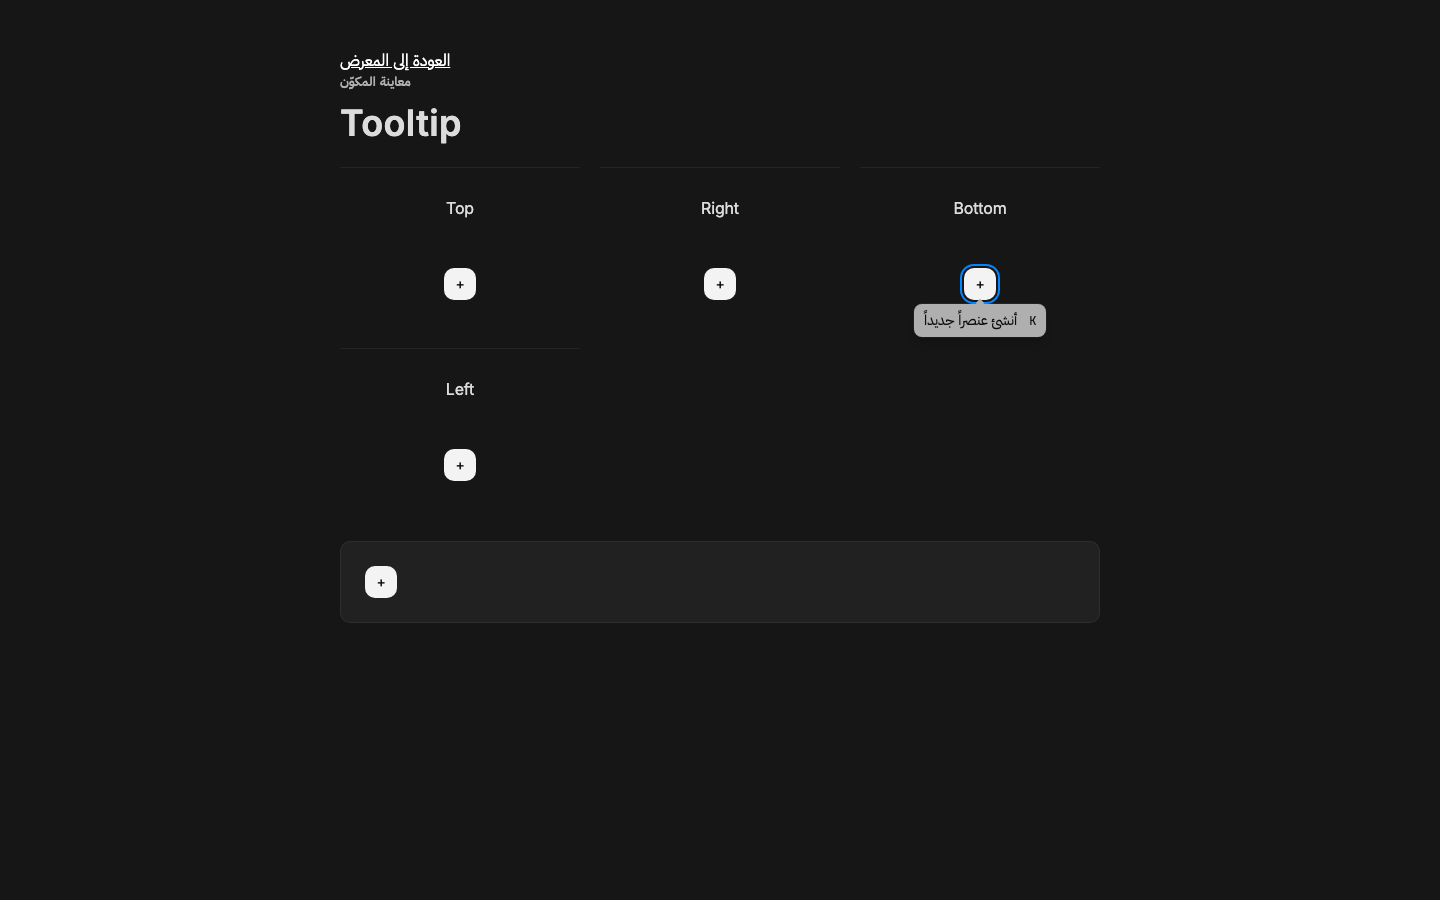 العودة إلى المعرض
معاينة المكوّن
Tooltip
Top
Right
Bottom
+
+
+
أنشئ عنصراً جديداً K
Left
+
+